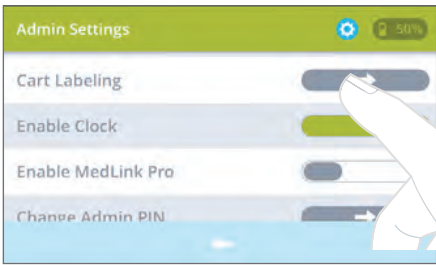 Admin Settings 50%
Cart Labeling
Enable Clock
Enable MedLink Pro
Change Admin PIN